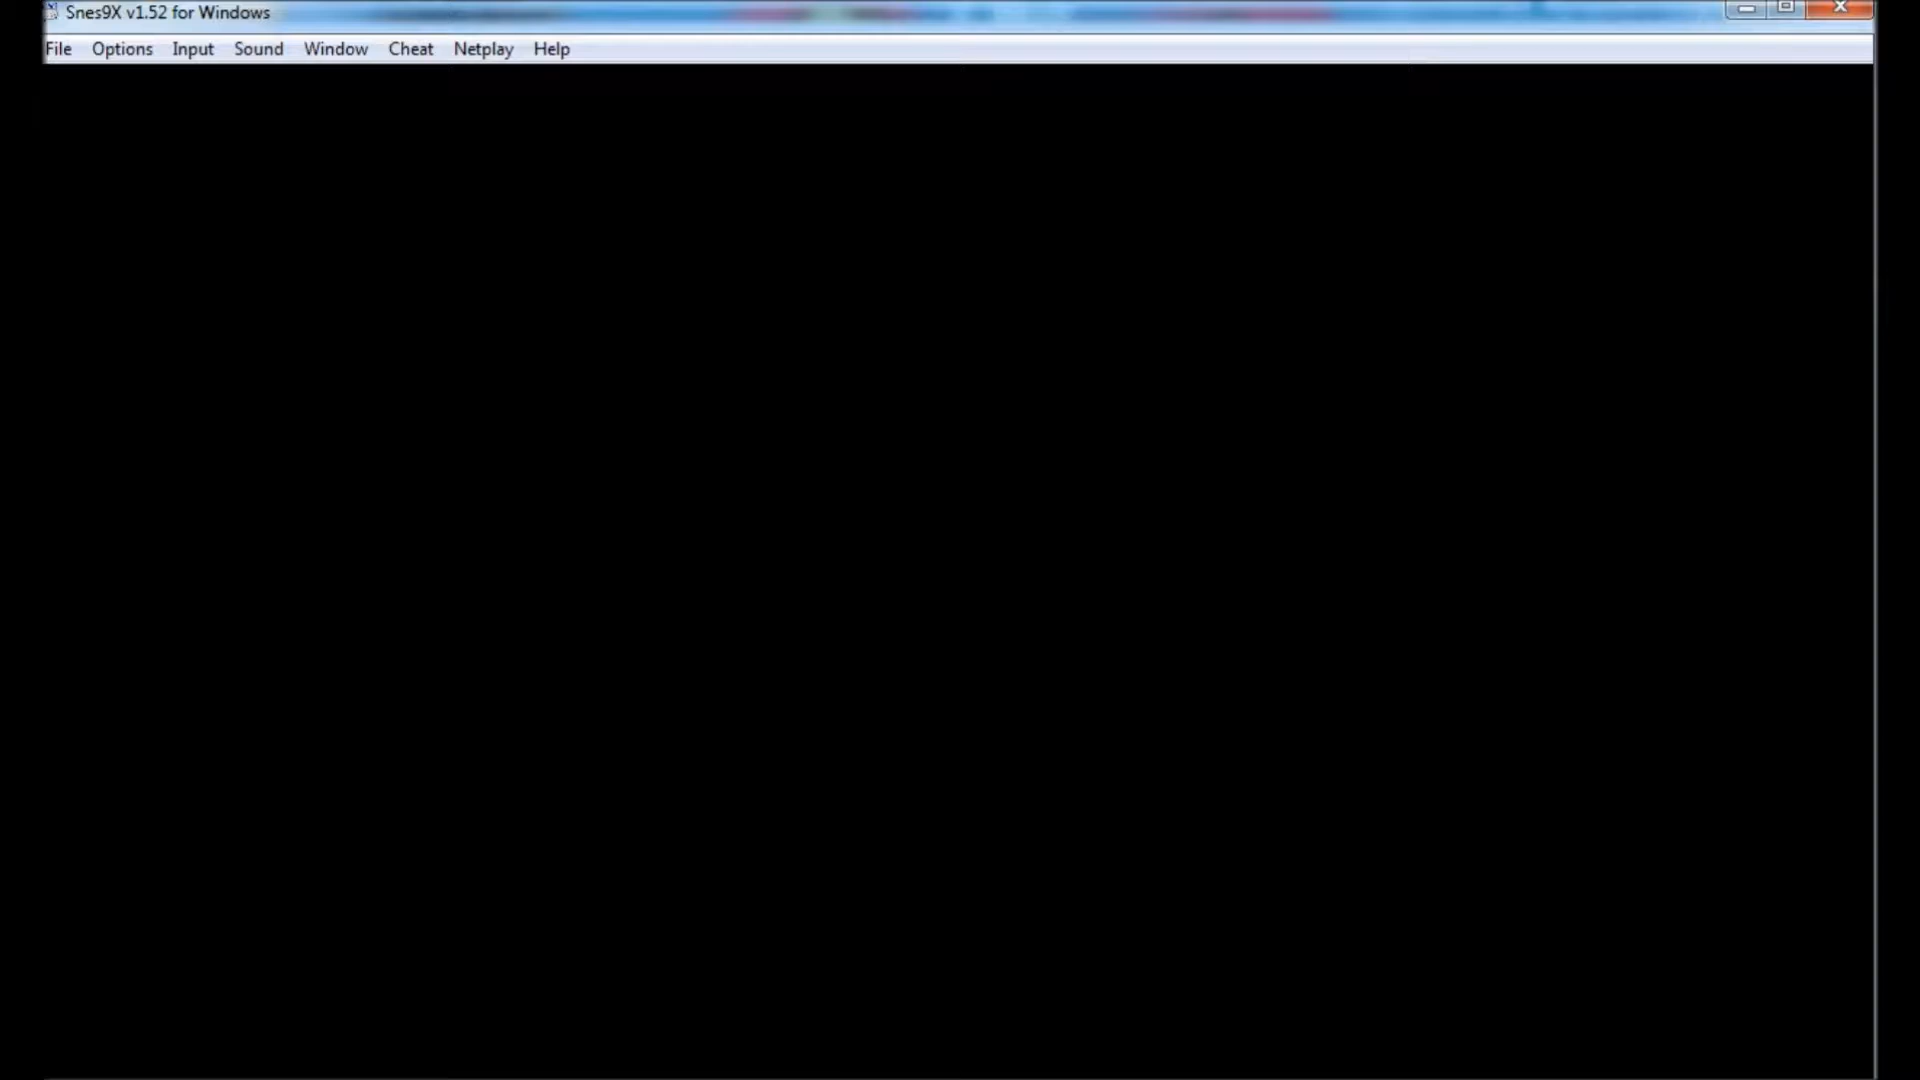 Snes9X v1.52 for Windows
File Options Input Sound Window Cheat Netplay Help